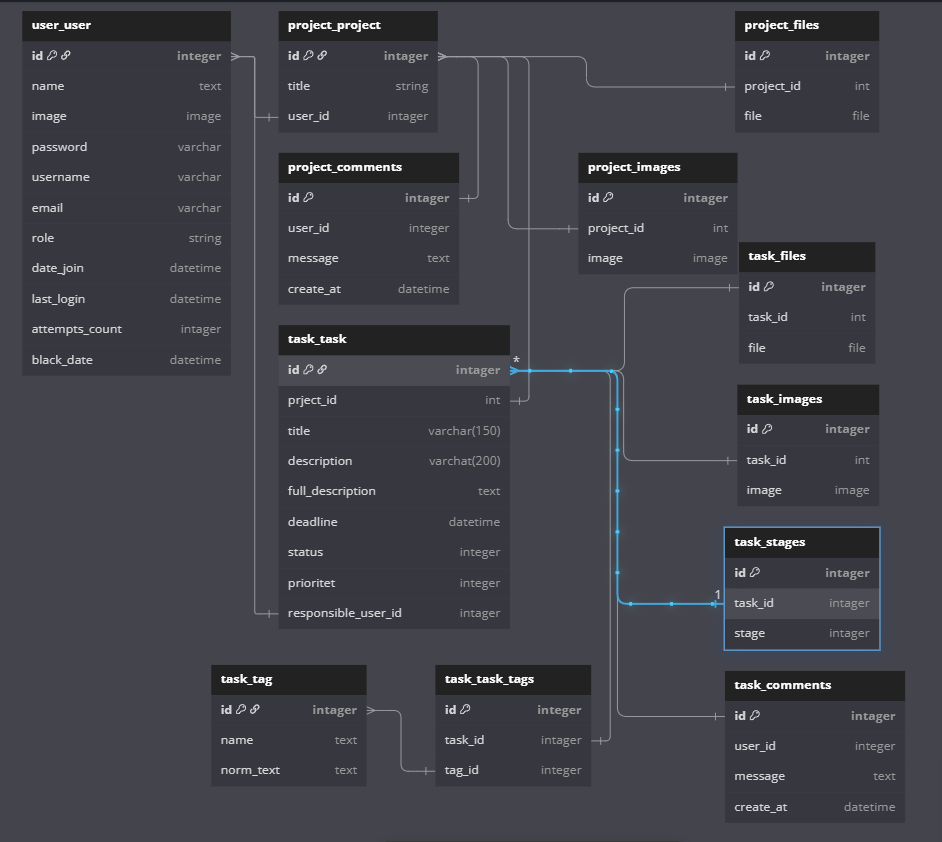 user_user
id integer
name text
image image
password varchar
username varchar
email varchar
role string
date_join datetime
last_login datetime
attempts_count intager
black_date datetime
project_project
id intager
title string
user_id intager
project_comments
id intager
user_id integer
message text
create_at datetime
project_files
id intager
project_id int
file file
project_images
id intager
project_id int
image image
task_files
id intager
task_id int
file file
task_task
id intager
prject_id int
title varchar(150)
description varchat(200)
full_description text
deadline datetime
status integer
prioritet integer
responsible_user_id intager
*
task_images
id intager
task_id int
image image
task_stages
id intager
1
task_id intager
stage intager
task_tag
id intager
name text
norm_text text
task_task_tags
id integer
task_id intager
tag_id integer
task_comments
id intager
user_id integer
message text
create_at datetime